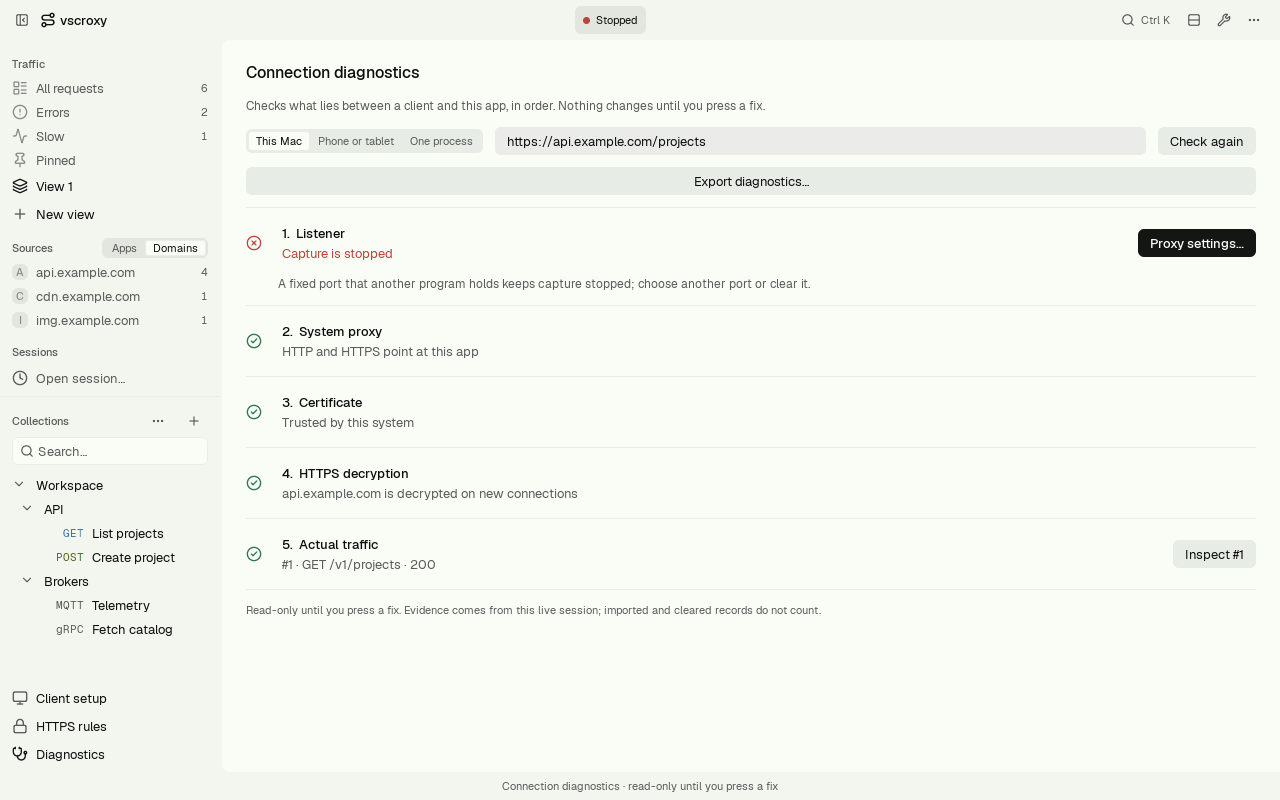 vscroxy
Stopped
Ctrl K
Traffic
All requests 6
Errors 2
Slow 1
Pinned
View 1
New view
Sources Apps Domains
A api.example.com 4
C cdn.example.com 1
I img.example.com 1
Sessions
Open session…
Collections
Search…
Workspace
API
GET List projects
POST Create project
Brokers
MQTT Telemetry
gRPC Fetch catalog
Client setup
HTTPS rules
Diagnostics
Connection diagnostics
Checks what lies between a client and this app, in order. Nothing changes until you press a fix.
This Mac Phone or tablet One process https://api.example.com/projects Check again
Export diagnostics…
1. Listener
Capture is stopped
Proxy settings…
A fixed port that another program holds keeps capture stopped; choose another port or clear it.
2. System proxy
HTTP and HTTPS point at this app
3. Certificate
Trusted by this system
4. HTTPS decryption
api.example.com is decrypted on new connections
5. Actual traffic
#1 · GET /v1/projects · 200
Inspect #1
Read-only until you press a fix. Evidence comes from this live session; imported and cleared records do not count.
Connection diagnostics · read-only until you press a fix